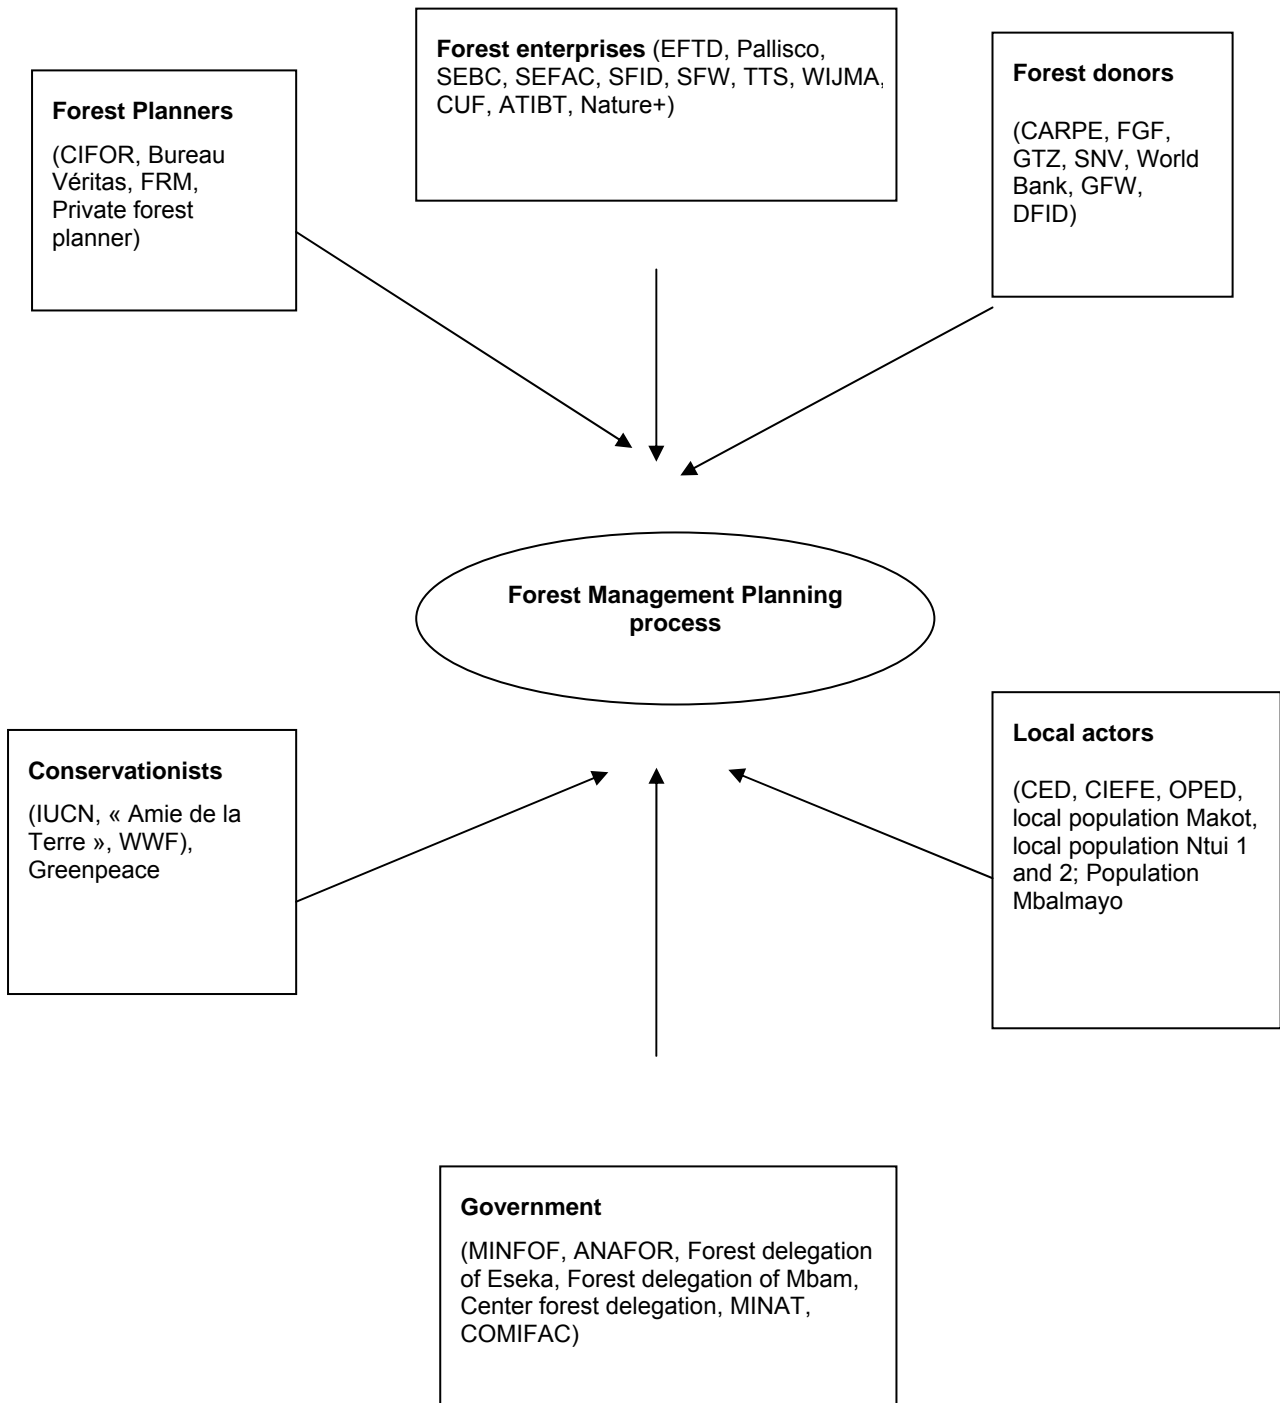 Forest Planners
(CIFOR, Bureau
Véritas, FRM,
Private forest
planner)
Forest enterprises (EFTD, Pallisco,
SEBC, SEFAC, SFID, SFW, TTS, WIJMA,
CUF, ATIBT, Nature+)
Forest donors
(CARPE, FGF,
GTZ, SNV, World
Bank, GFW,
DFID)
Forest Management Planning
process
Conservationists
(IUCN, « Amie de la
Terre », WWF),
Greenpeace
Local actors
(CED, CIEFE, OPED,
local population Makot,
local population Ntui 1
and 2; Population
Mbalmayo
Government
(MINFOF, ANAFOR, Forest delegation
of Eseka, Forest delegation of Mbam,
Center forest delegation, MINAT,
COMIFAC)